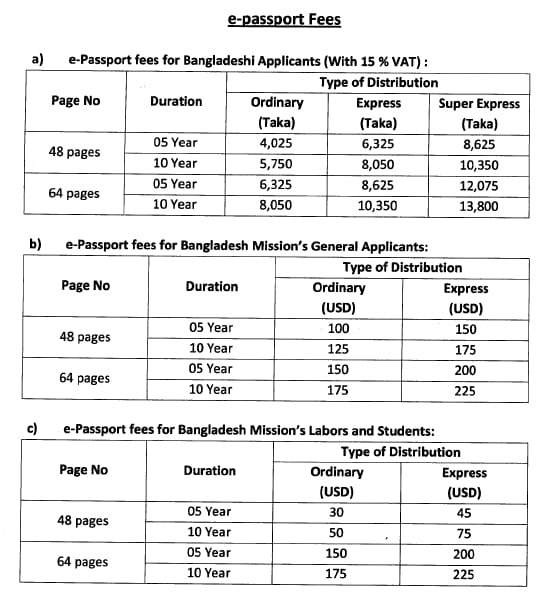 e-passport Fees
a) e-Passport fees for Bangladeshi Applicants (With 15 % VAT) :
Page No Duration Type of Distribution
Ordinary (Taka) Express (Taka) Super Express (Taka)
48 pages 05 Year 4,025 6,325 8,625
10 Year 5,750 8,050 10,350
64 pages 05 Year 6,325 8,625 12,075
10 Year 8,050 10,350 13,800
b) e-Passport fees for Bangladesh Mission's General Applicants:
Page No Duration Type of Distribution
Ordinary (USD) Express (USD)
48 pages 05 Year 100 150
10 Year 125 175
64 pages 05 Year 150 200
10 Year 175 225
c) e-Passport fees for Bangladesh Mission's Labors and Students:
Page No Duration Type of Distribution
Ordinary (USD) Express (USD)
48 pages 05 Year 30 45
10 Year 50 75
64 pages 05 Year 150 200
10 Year 175 225